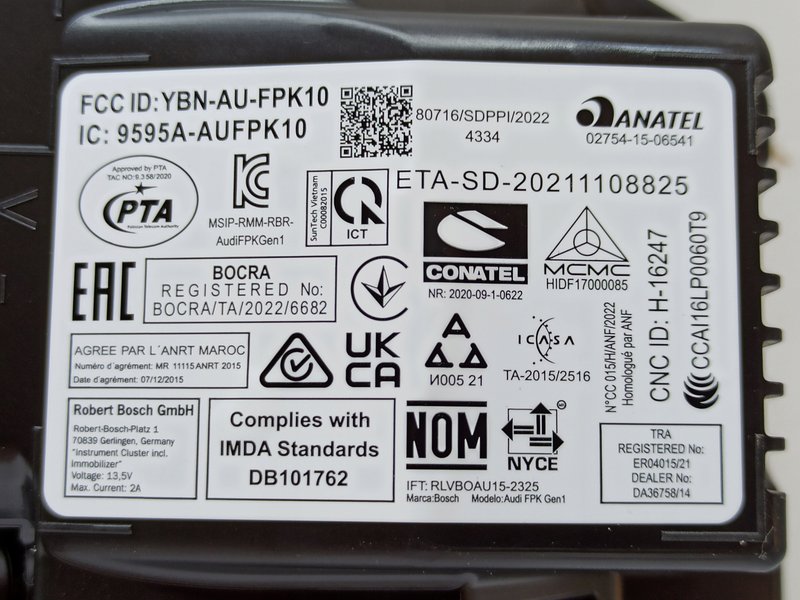 FCC ID: YBN-AU-FPK10
IC: 9595A-AUFPK10
80716/SDPPI/2022
4334
ANATEL
02754-15-06541
Approved by PTA
TAC NO: 9.358/2020
PTA
Pakistan Telecom Authority
MSIP-RMM-RBR-
AudiFPKGen1
SunTech Vietnam
C00082015
ICT
ETA-SD-20211108825
CONATEL
NR: 2020-09-1-0622
MCMC
HIDF17000085
EAC
BOCRA
REGISTERED No:
BOCRA/TA/2022/6682
AGREE PAR L´ANRT MAROC
Numéro d´agrément: MR 11115 ANRT 2015
Date d´agrément: 07/12/2015
UK
CA
И005 21
ICASA
TA-2015/2516
N°CC 015/H/ANF/2022
Homologué par ANF
CNC ID: H-16247
CCAI16LP0060T9
Robert Bosch GmbH
Robert-Bosch-Platz 1
70839 Gerlingen, Germany
"Instrument Cluster incl.
Immobilizer"
Voltage: 13,5V
Max. Current: 2A
Complies with
IMDA Standards
DB101762
NOM
NYCE
IFT: RLVBOAU15-2325
Marca:Bosch Modelo:Audi FPK Gen1
TRA
REGISTERED No:
ER04015/21
DEALER No:
DA36758/14